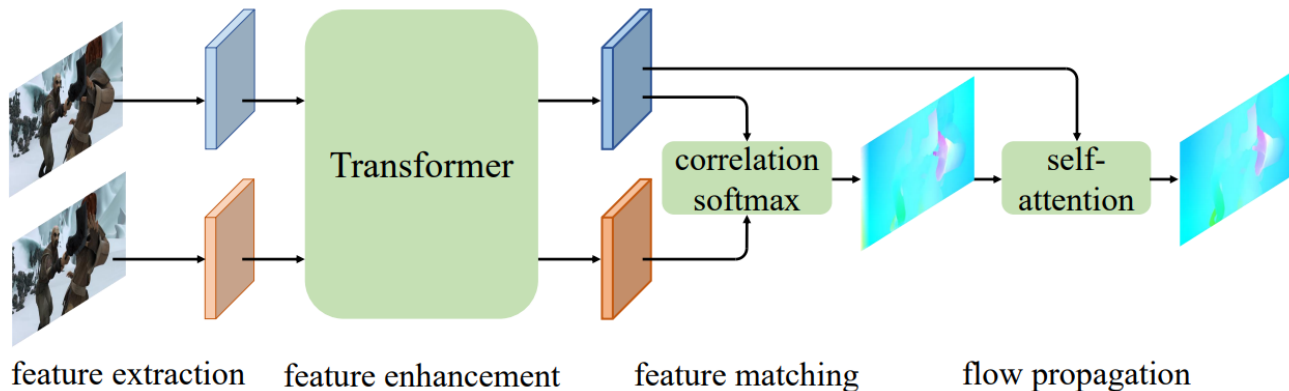 Transformer
correlation
softmax
self-
attention
feature extraction
feature enhancement
feature matching
flow propagation